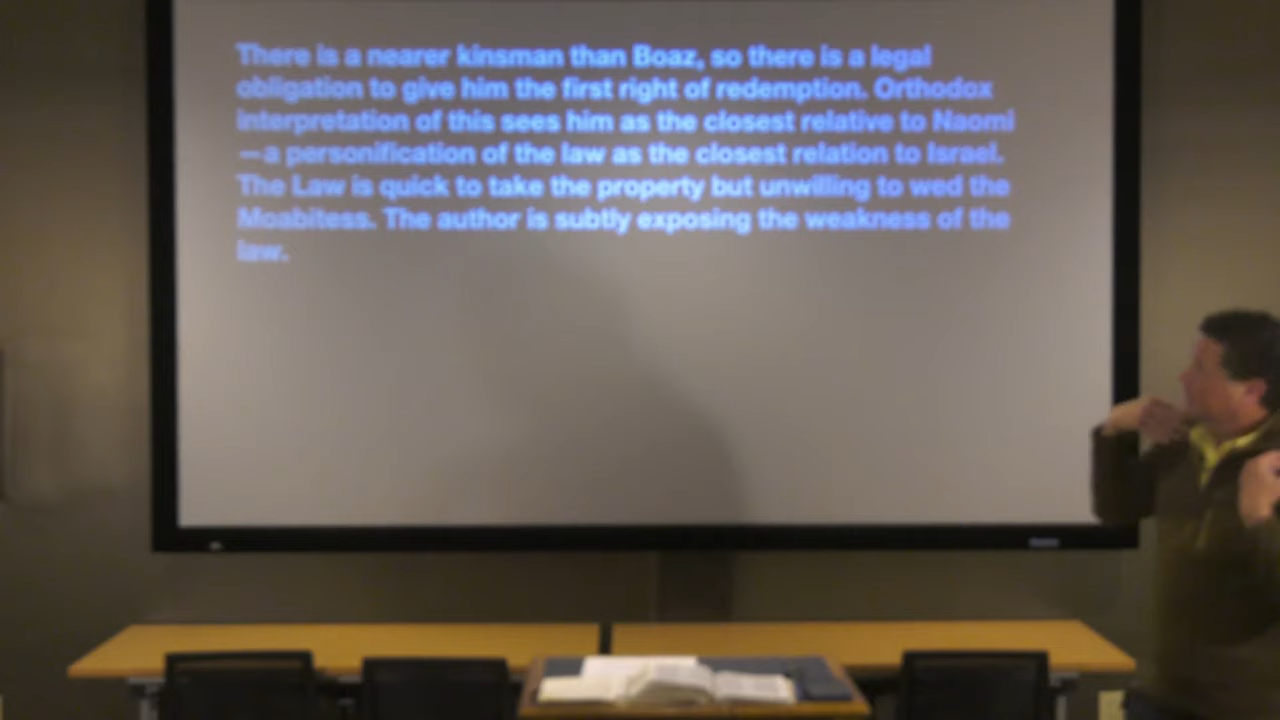 There is a nearer kinsman than Boaz, so there is a legal
obligation to give him the first right of redemption. Orthodox
interpretation of this sees him as the closest relative to Naomi
—a personification of the law as the closest relation to Israel.
The Law is quick to take the property but unwilling to wed the
Moabitess. The author is subtly exposing the weakness of the
law.